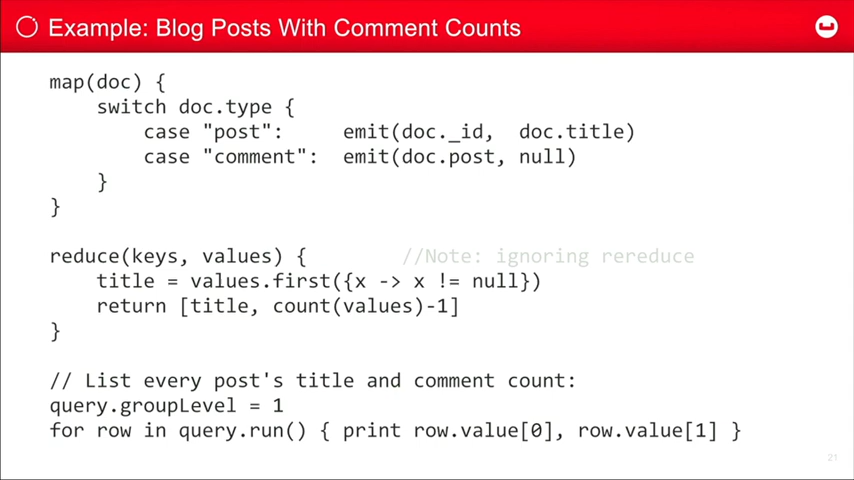 Example: Blog Posts With Comment Counts
map(doc) {
    switch doc.type {
        case "post":     emit(doc._id,  doc.title)
        case "comment":  emit(doc.post, null)
    }
}
reduce(keys, values) {        //Note: ignoring rereduce
    title = values.first({x -> x != null})
    return [title, count(values)-1]
}
// List every post's title and comment count:
query.groupLevel = 1
for row in query.run() { print row.value[0], row.value[1] }
21